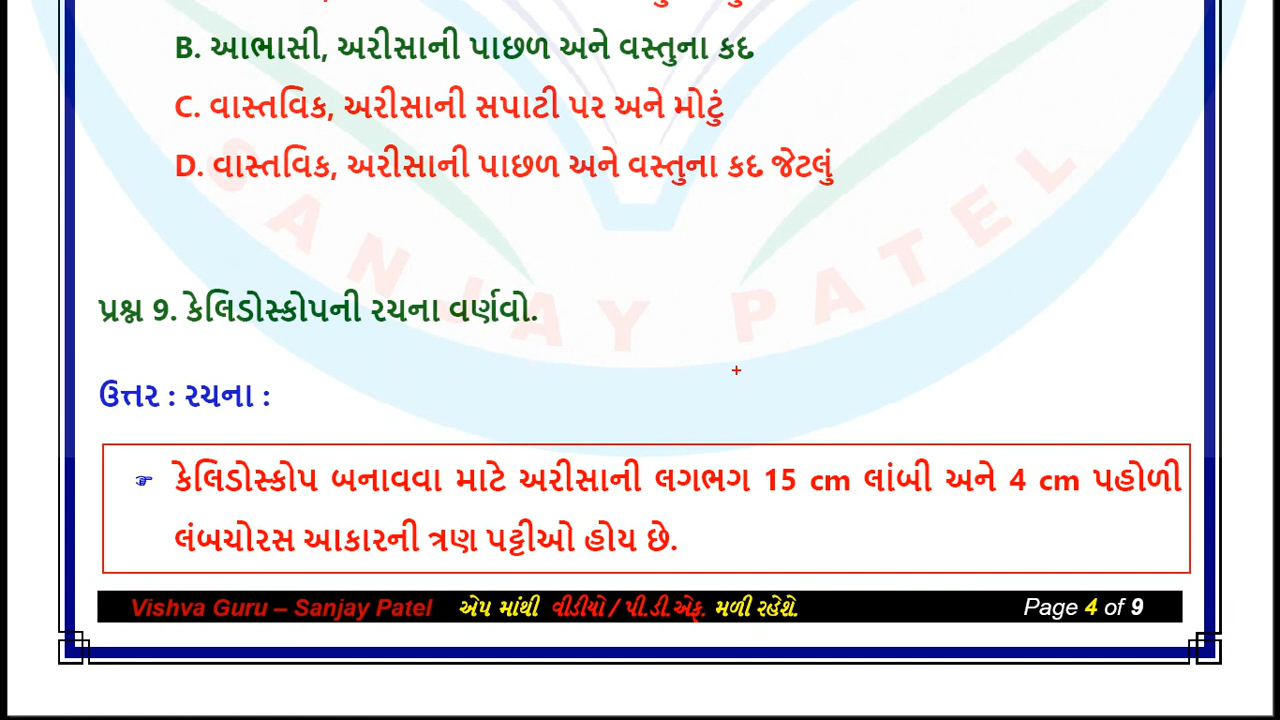 B. આભાસી, અરીસાની પાછળ અને વસ્તુના કદ
C. વાસ્તવિક, અરીસાની સપાટી પર અને મોટું
D. વાસ્તવિક, અરીસાની પાછળ અને વસ્તુના કદ જેટલું
SANJAY PATEL
પ્રશ્ન 9. કેલિડોસ્કોપની રચના વર્ણવો.
ઉત્તર : રચના :
☞ કેલિડોસ્કોપ બનાવવા માટે અરીસાની લગભગ 15 cm લાંબી અને 4 cm પહોળી
લંબચોરસ આકારની ત્રણ પટ્ટીઓ હોય છે.
Vishva Guru – Sanjay Patel એપ માંથી વીડીયો / પી.ડી.એફ. મળી રહેશે. Page 4 of 9